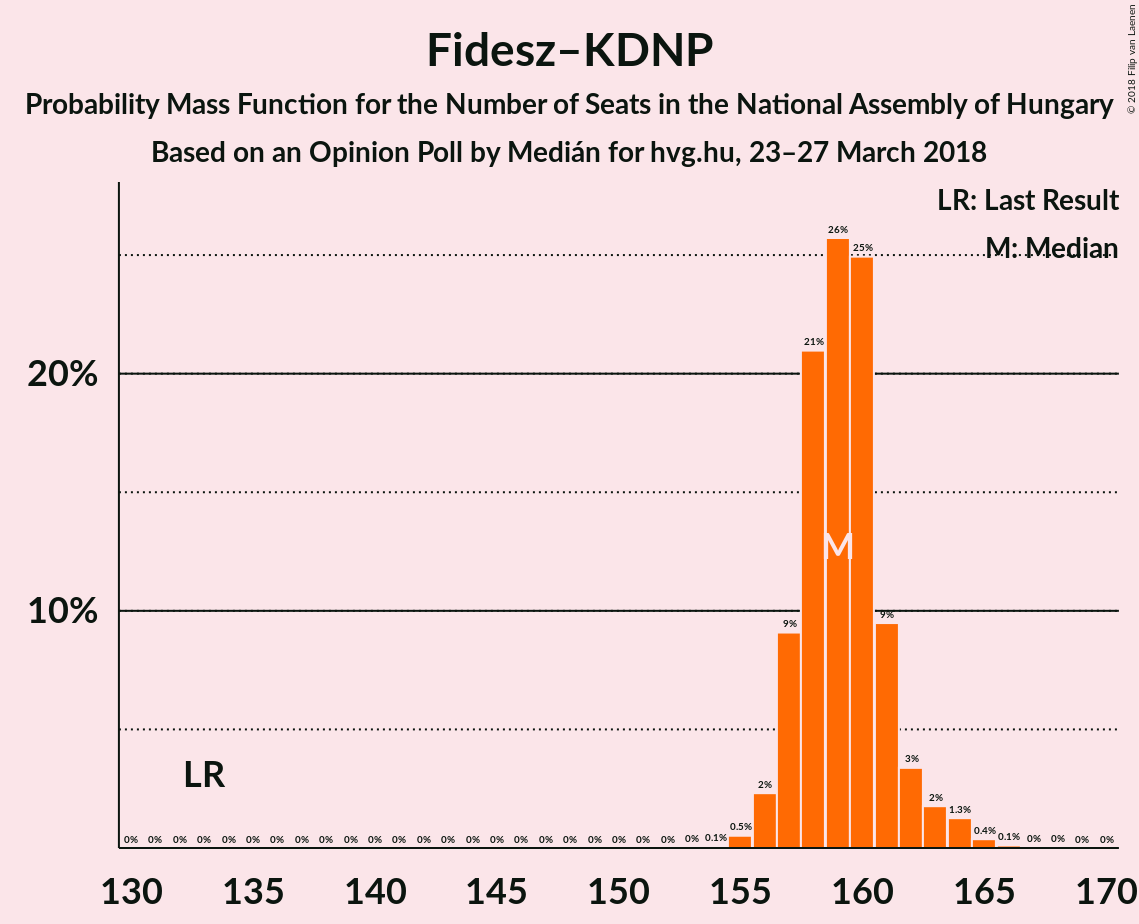 Fidesz–KDNP
Probability Mass Function for the Number of Seats in the National Assembly of Hungary
Based on an Opinion Poll by Medián for hvg.hu, 23–27 March 2018
© 2018 Filip van Laenen
LR: Last Result
M: Median
26%
25%
21%
20%
M
10%
9%
9%
LR
3%
2%
2%
1.3%
0% 0% 0% 0% 0% 0% 0% 0% 0% 0% 0% 0% 0% 0% 0% 0% 0% 0% 0% 0% 0% 0% 0% 0% 0.1% 0.5% 0.4% 0.1% 0% 0% 0% 0%
130 135 140 145 150 155 160 165 170